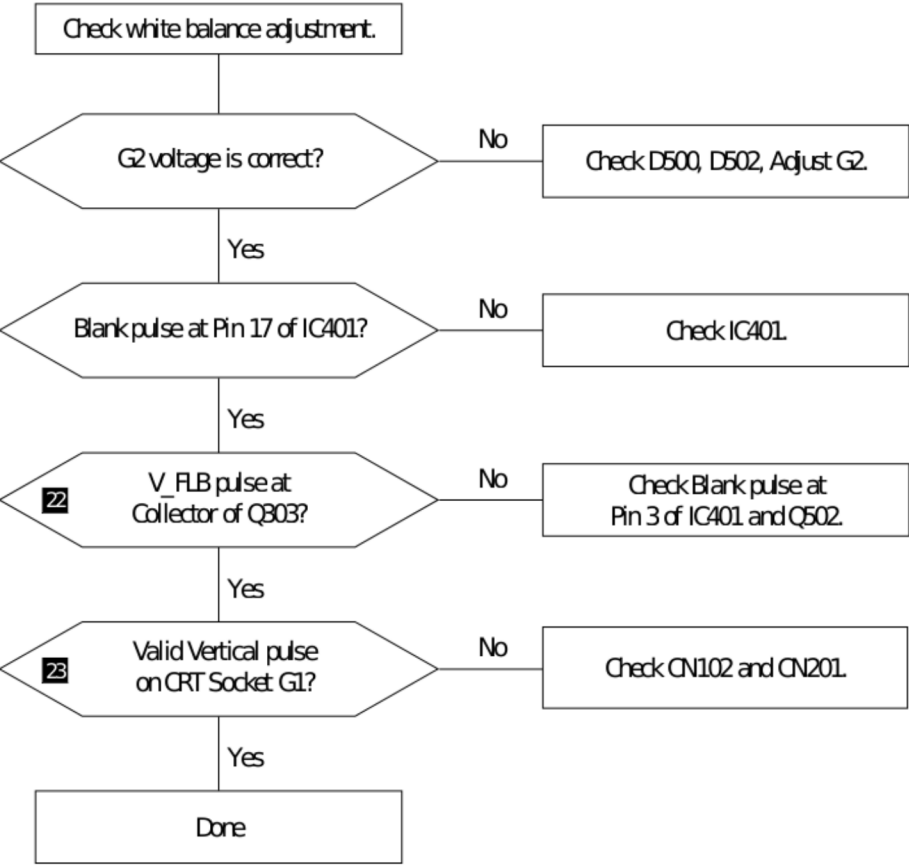 Check white balance adjustment.
G2 voltage is correct?
No
Check D500, D502, Adjust G2.
Yes
Blank pulse at Pin 17 of IC401?
No
Check IC401.
Yes
22
V_FLB pulse at
Collector of Q303?
No
Check Blank pulse at
Pin 3 of IC401 and Q502.
Yes
23
Valid Vertical pulse
on CRT Socket G1?
No
Check CN102 and CN201.
Yes
Done